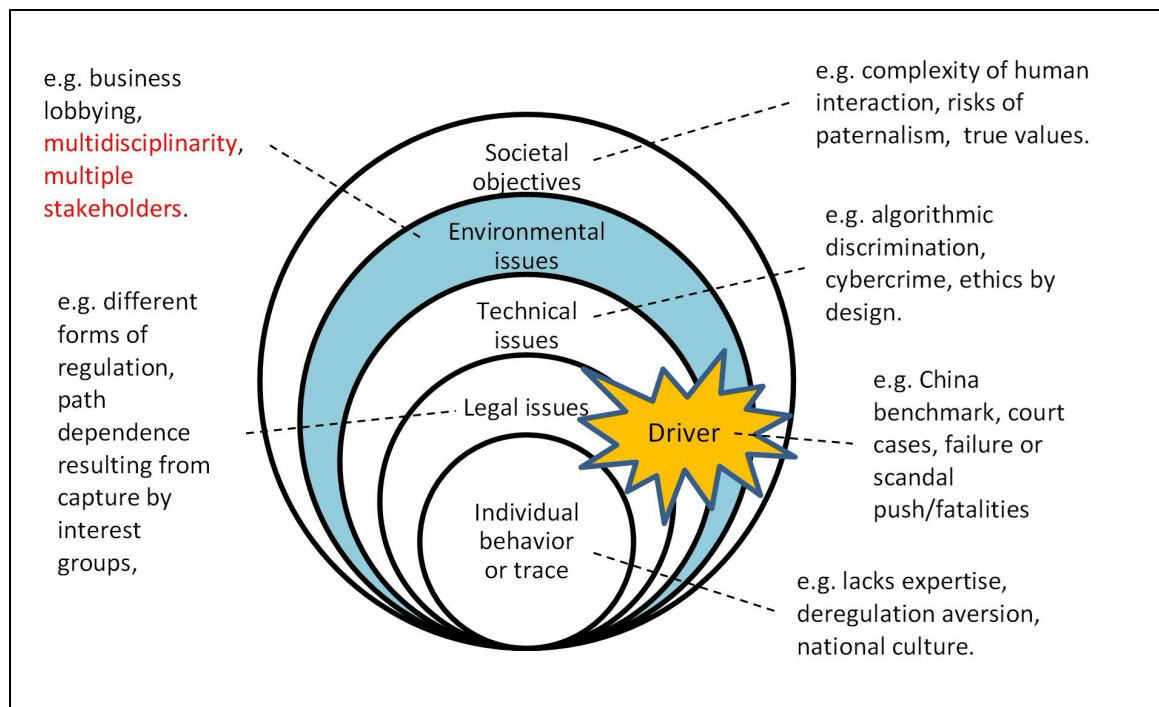 e.g. business
lobbying,
multidisciplinarity,
multiple
stakeholders.
e.g. complexity of human
interaction, risks of
paternalism, true values.
Societal
objectives
Environmental
issues
e.g. algorithmic
discrimination,
cybercrime, ethics by
design.
e.g. different
forms of
regulation,
path
dependence
resulting from
capture by
interest
groups,
Technical
issues
Legal issues
Driver
e.g. China
benchmark, court
cases, failure or
scandal
push/fatalities
Individual
behavior
or trace
e.g. lacks expertise,
deregulation aversion,
national culture.